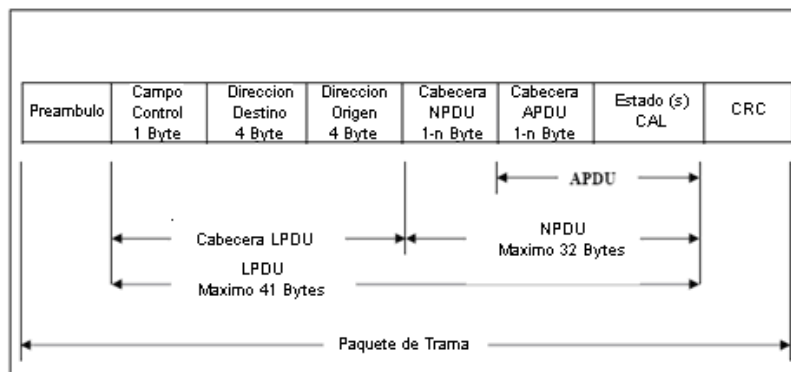 Preambulo
Campo
Control
1 Byte
Direccion
Destino
4 Byte
Direccion
Origen
4 Byte
Cabecera
NPDU
1-n Byte
Cabecera
APDU
1-n Byte
Estado (s)
CAL
CRC
APDU
Cabecera LPDU
NPDU
Maximo 32 Bytes
LPDU
Maximo 41 Bytes
Paquete de Trama